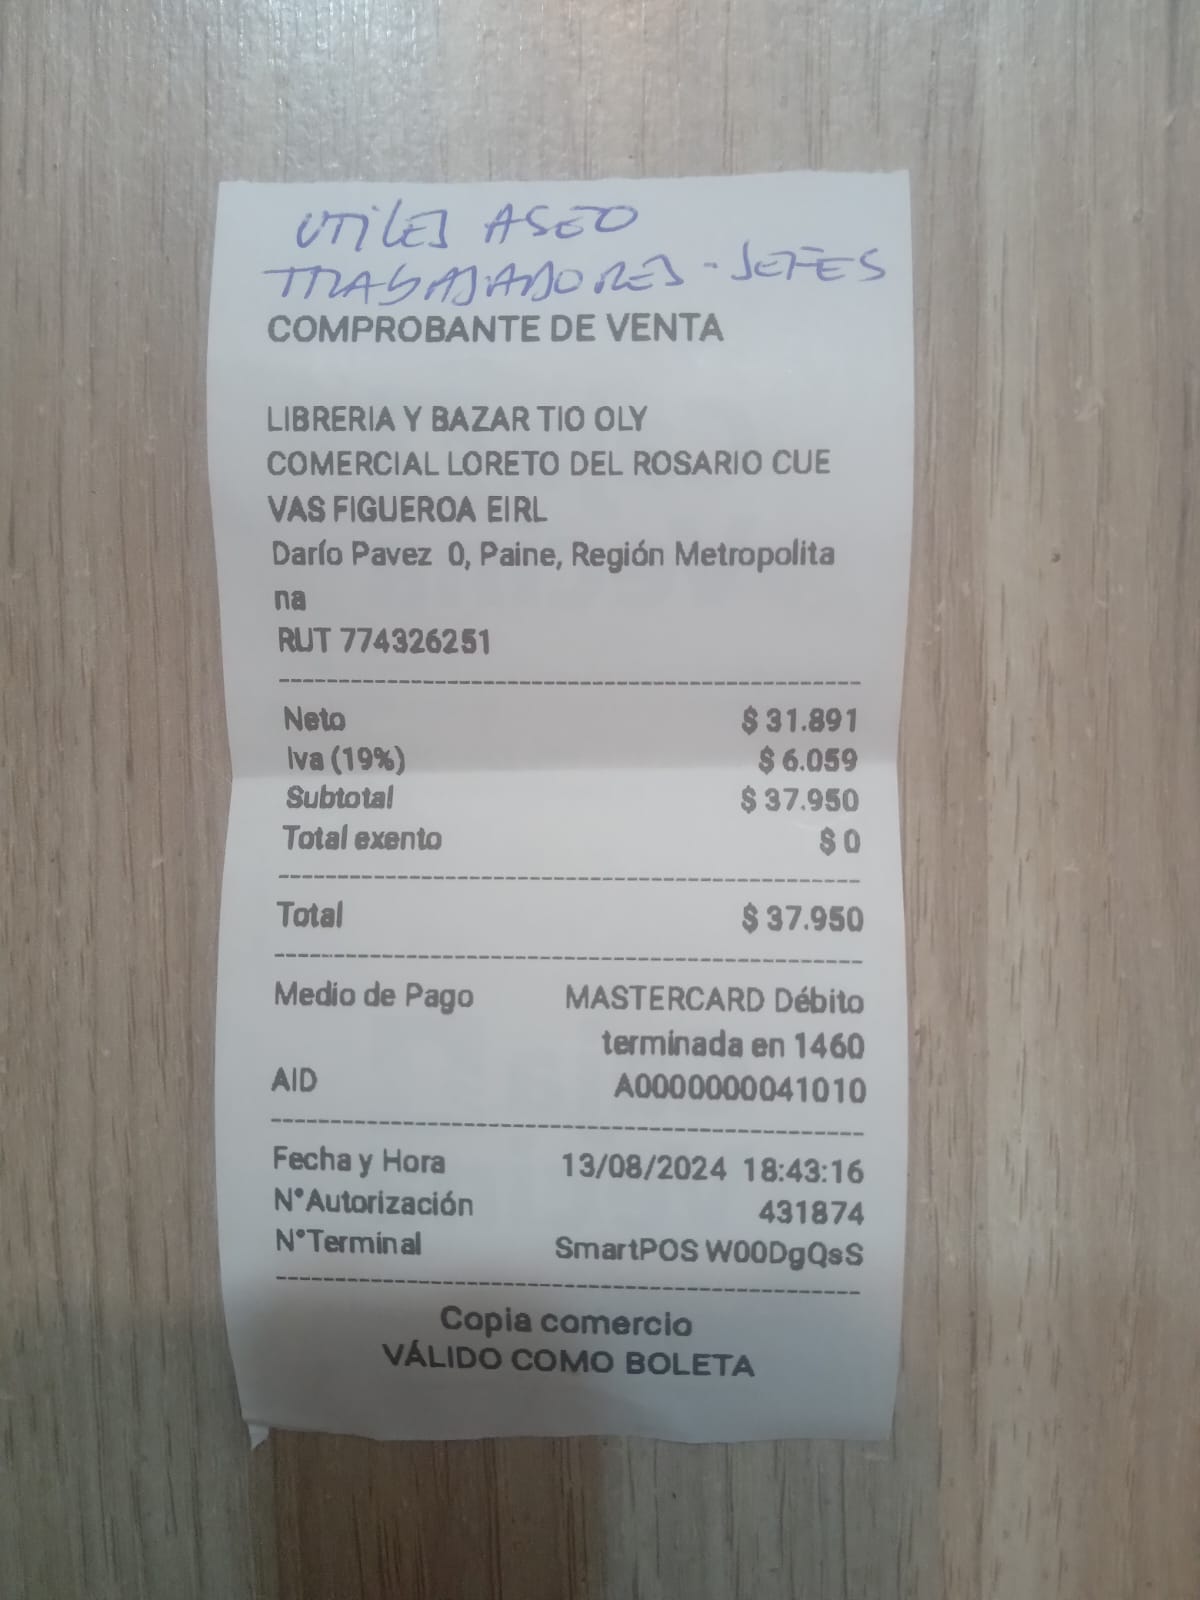 UTILES ASEO
TRABAJADORES - JEFES
COMPROBANTE DE VENTA
LIBRERIA Y BAZAR TIO OLY
COMERCIAL LORETO DEL ROSARIO CUE
VAS FIGUEROA EIRL
Darío Pavez 0, Paine, Región Metropolita
na
RUT 774326251
Neto $ 31.891
Iva (19%) $ 6.059
Subtotal $ 37.950
Total exento $ 0
Total $ 37.950
Medio de Pago MASTERCARD Débito
terminada en 1460
AID A0000000041010
Fecha y Hora 13/08/2024 18:43:16
N°Autorización 431874
N°Terminal SmartPOS W00DgQsS
Copia comercio
VÁLIDO COMO BOLETA